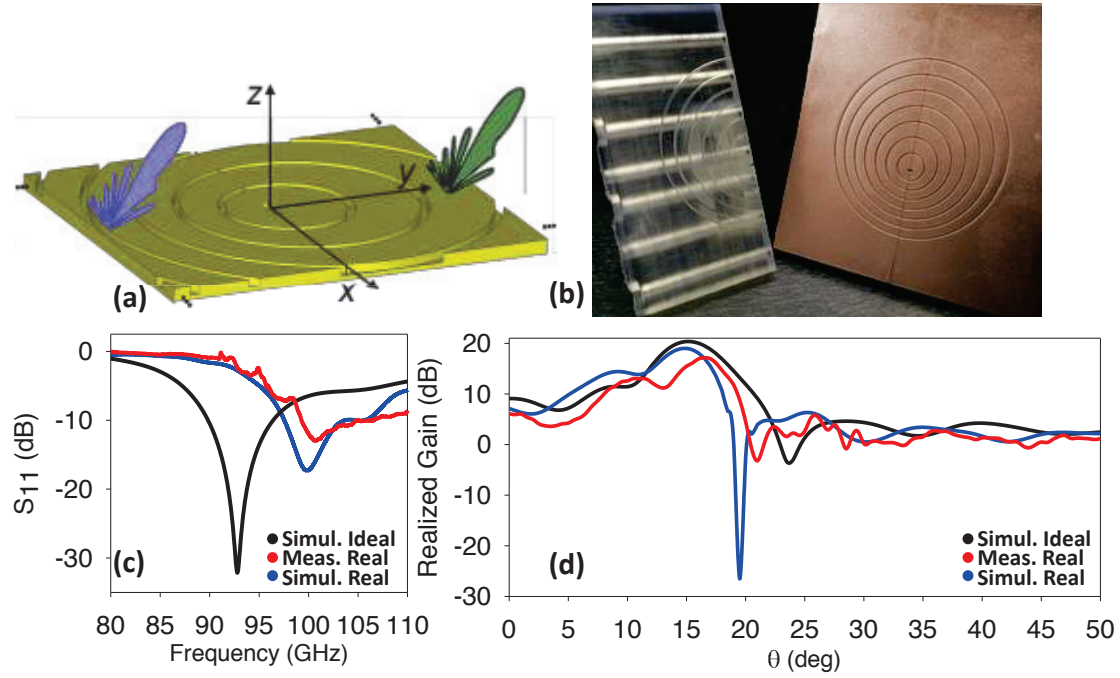 z
y
x
(a)
(b)
0
-10
-20
-30
S11 (dB)
(c)
Simul. Ideal
Meas. Real
Simul. Real
80 85 90 95 100 105 110
Frequency (GHz)
20
10
0
-10
-20
-30
Realized Gain (dB)
(d)
Simul. Ideal
Meas. Real
Simul. Real
0 5 10 15 20 25 30 35 40 45 50
θ (deg)